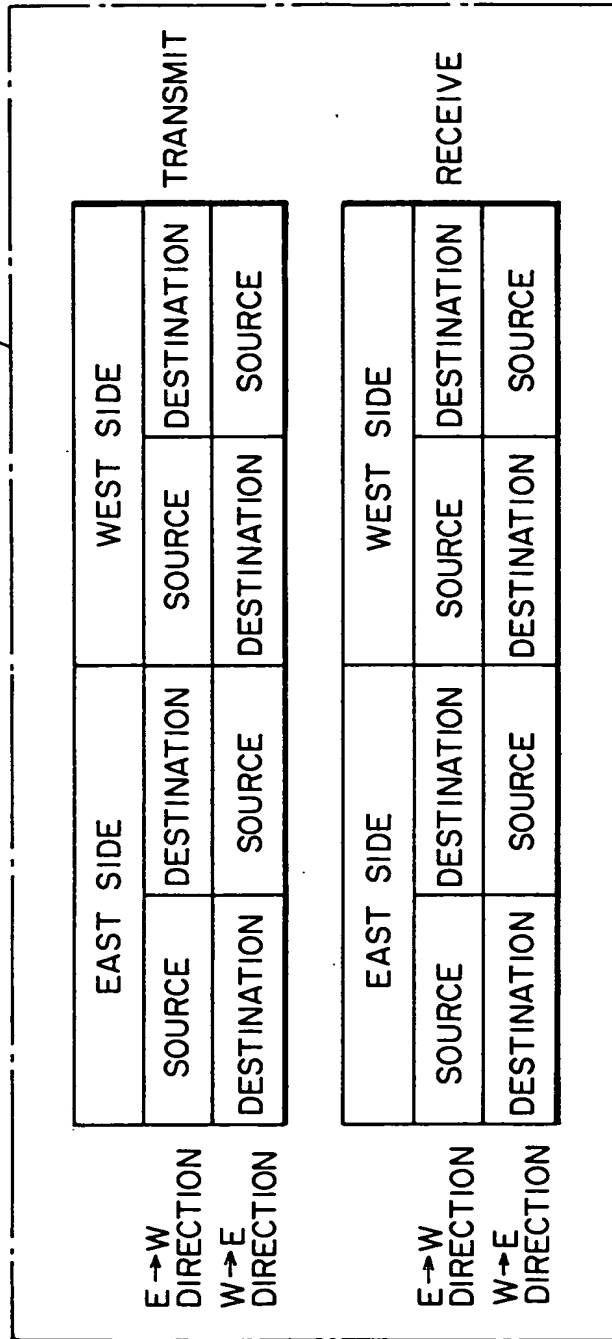 EAST SIDE WEST SIDE
E→W DIRECTION SOURCE DESTINATION SOURCE DESTINATION TRANSMIT
W→E DIRECTION DESTINATION SOURCE DESTINATION SOURCE
EAST SIDE WEST SIDE
E→W DIRECTION SOURCE DESTINATION SOURCE DESTINATION RECEIVE
W→E DIRECTION DESTINATION SOURCE DESTINATION SOURCE